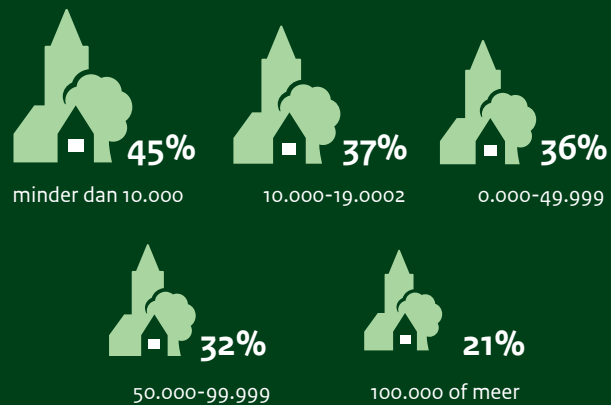 45% 37% 36%
minder dan 10.000 10.000-19.0002 0.000-49.999
32% 21%
50.000-99.999 100.000 of meer